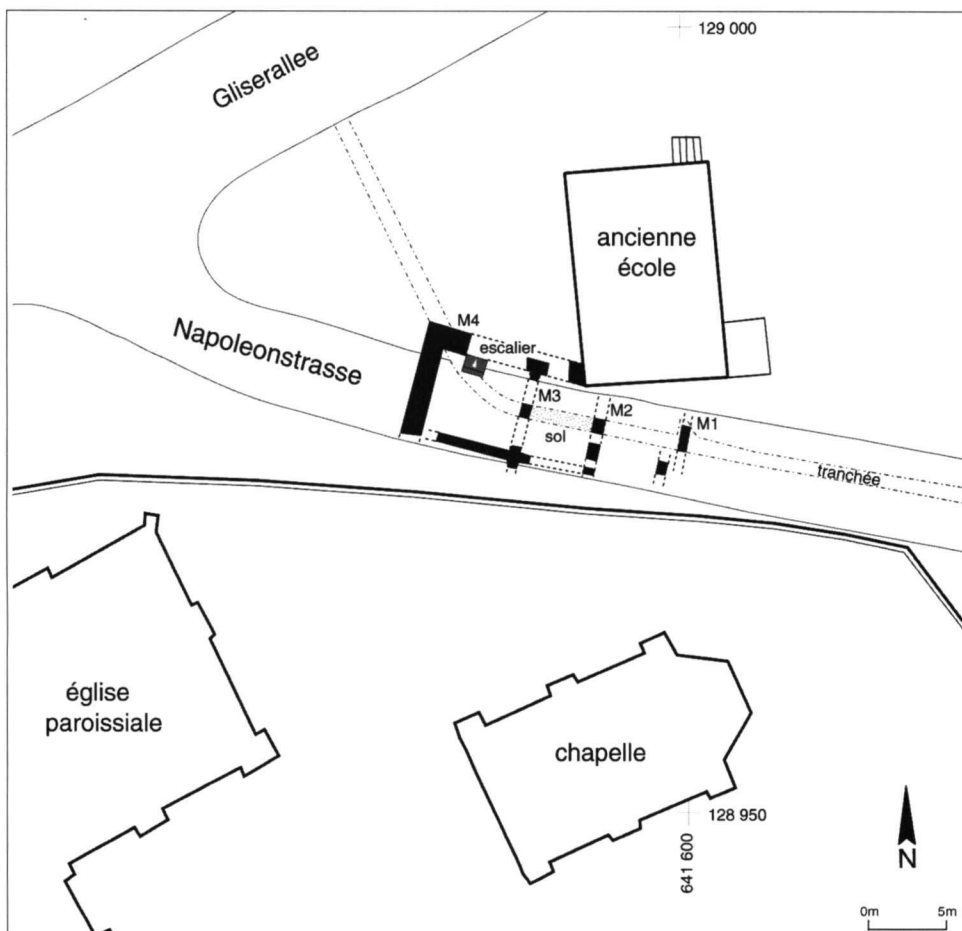 129 000
Gliserallee
ancienne
école
Napoleonstrasse
M4
escalier
M3
M2
M1
sol
tranchée
église
paroissiale
chapelle
128 950
641 600
N
0m 5m